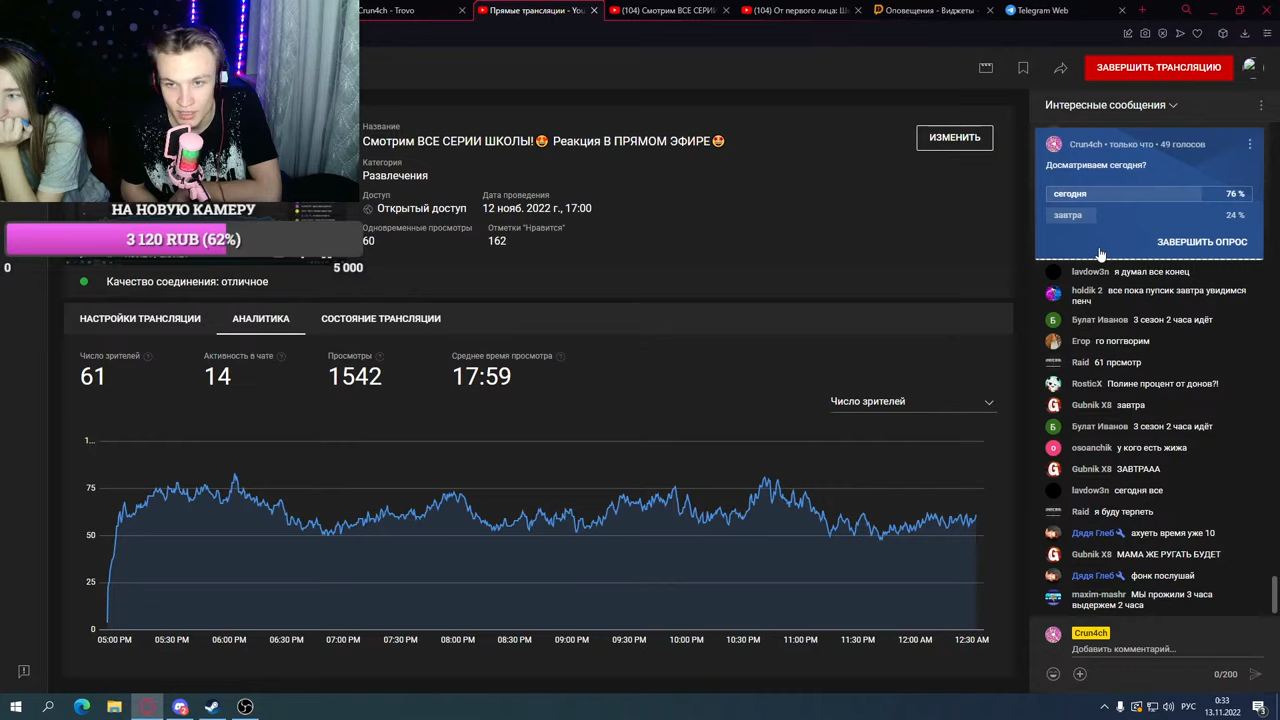 Crun4ch - Trovo
Прямые трансляции - You
(104) Смотрим ВСЕ СЕРИ
(104) От первого лица: Шк
Оповещения - Виджеты -
Telegram Web
ЗАВЕРШИТЬ ТРАНСЛЯЦИЮ
Название
Смотрим ВСЕ СЕРИИ ШКОЛЫ!🤩 Реакция В ПРЯМОМ ЭФИРЕ🤩
ИЗМЕНИТЬ
Категория
Развлечения
Доступ
Дата проведения
Открытый доступ
12 нояб. 2022 г., 17:00
Одновременные просмотры
Отметки "Нравится"
60
162
НА НОВУЮ КАМЕРУ
3 120 RUB (62%)
0
5 000
Качество соединения: отличное
НАСТРОЙКИ ТРАНСЛЯЦИИ
АНАЛИТИКА
СОСТОЯНИЕ ТРАНСЛЯЦИИ
Число зрителей
Активность в чате
Просмотры
Среднее время просмотра
61
14
1542
17:59
Число зрителей
1...
75
50
25
0
05:00 PM
05:30 PM
06:00 PM
06:30 PM
07:00 PM
07:30 PM
08:00 PM
08:30 PM
09:00 PM
09:30 PM
10:00 PM
10:30 PM
11:00 PM
11:30 PM
12:00 AM
12:30 AM
Интересные сообщения
Crun4ch • только что • 49 голосов
Досматриваем сегодня?
сегодня 76 %
завтра 24 %
ЗАВЕРШИТЬ ОПРОС
lavdow3n я думал все конец
holdik 2 все пока пупсик завтра увидимся
пенч
Булат Иванов 3 сезон 2 часа идёт
Егор го поггворим
Raid 61 прсмотр
RosticX Полине процент от донов?!
Gubnik X8 завтра
Булат Иванов 3 сезон 2 часа идёт
osoanchik у кого есть жижа
Gubnik X8 ЗАВТРААА
lavdow3n сегодня все
Raid я буду терпеть
Дядя Глеб ахуеть время уже 10
Gubnik X8 МАМА ЖЕ РУГАТЬ БУДЕТ
Дядя Глеб фонк послушай
maxim-mashr МЫ прожили 3 часа
выдержем 2 часа
Crun4ch
Добавить комментарий...
0/200
РУС
0:33
13.11.2022